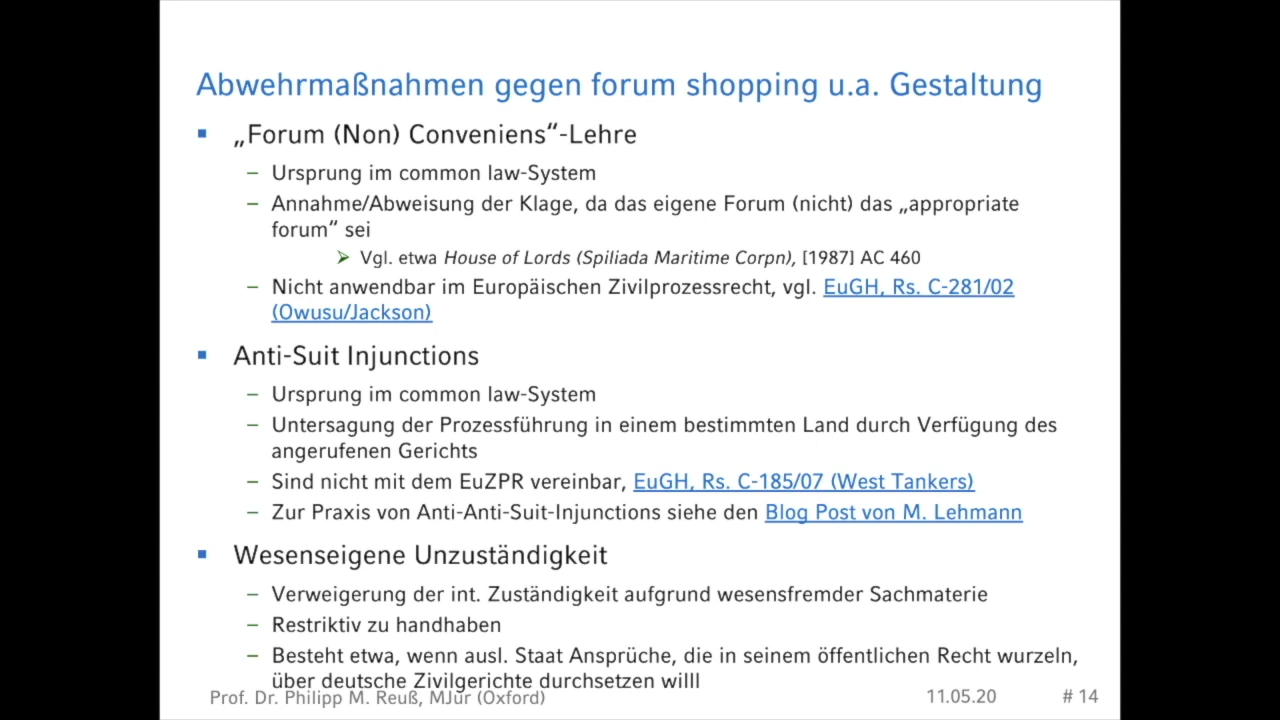 Abwehrmaßnahmen gegen forum shopping u.a. Gestaltung
▪ „Forum (Non) Conveniens“-Lehre
– Ursprung im common law-System
– Annahme/Abweisung der Klage, da das eigene Forum (nicht) das „appropriate
forum“ sei
➢ Vgl. etwa House of Lords (Spiliada Maritime Corpn), [1987] AC 460
– Nicht anwendbar im Europäischen Zivilprozessrecht, vgl. EuGH, Rs. C-281/02
(Owusu/Jackson)
▪ Anti-Suit Injunctions
– Ursprung im common law-System
– Untersagung der Prozessführung in einem bestimmten Land durch Verfügung des
angerufenen Gerichts
– Sind nicht mit dem EuZPR vereinbar, EuGH, Rs. C-185/07 (West Tankers)
– Zur Praxis von Anti-Anti-Suit-Injunctions siehe den Blog Post von M. Lehmann
▪ Wesenseigene Unzuständigkeit
– Verweigerung der int. Zuständigkeit aufgrund wesensfremder Sachmaterie
– Restriktiv zu handhaben
– Besteht etwa, wenn ausl. Staat Ansprüche, die in seinem öffentlichen Recht wurzeln,
über deutsche Zivilgerichte durchsetzen willl
Prof. Dr. Philipp M. Reuß, MJur (Oxford) 11.05.20 # 14